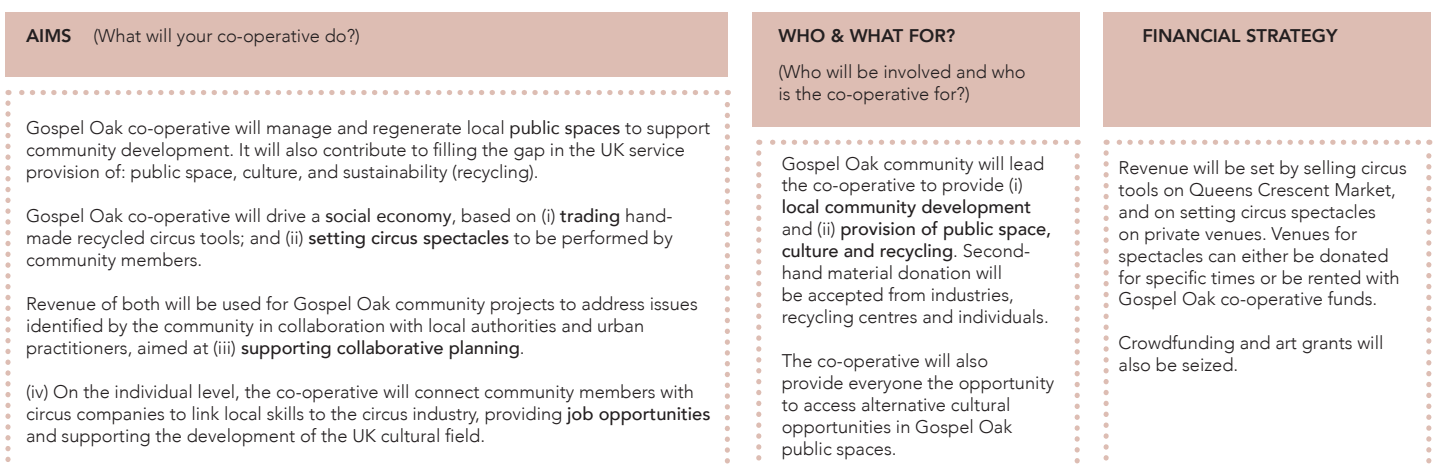 AIMS (What will your co-operative do?)
Gospel Oak co-operative will manage and regenerate local public spaces to support
community development. It will also contribute to filling the gap in the UK service
provision of: public space, culture, and sustainability (recycling).
Gospel Oak co-operative will drive a social economy, based on (i) trading hand-
made recycled circus tools; and (ii) setting circus spectacles to be performed by
community members.
Revenue of both will be used for Gospel Oak community projects to address issues
identified by the community in collaboration with local authorities and urban
practitioners, aimed at (iii) supporting collaborative planning.
(iv) On the individual level, the co-operative will connect community members with
circus companies to link local skills to the circus industry, providing job opportunities
and supporting the development of the UK cultural field.
WHO & WHAT FOR?
(Who will be involved and who
is the co-operative for?)
Gospel Oak community will lead
the co-operative to provide (i)
local community development
and (ii) provision of public space,
culture and recycling. Second-
hand material donation will
be accepted from industries,
recycling centres and individuals.
The co-operative will also
provide everyone the opportunity
to access alternative cultural
opportunities in Gospel Oak
public spaces.
FINANCIAL STRATEGY
Revenue will be set by selling circus
tools on Queens Crescent Market,
and on setting circus spectacles
on private venues. Venues for
spectacles can either be donated
for specific times or be rented with
Gospel Oak co-operative funds.
Crowdfunding and art grants will
also be seized.